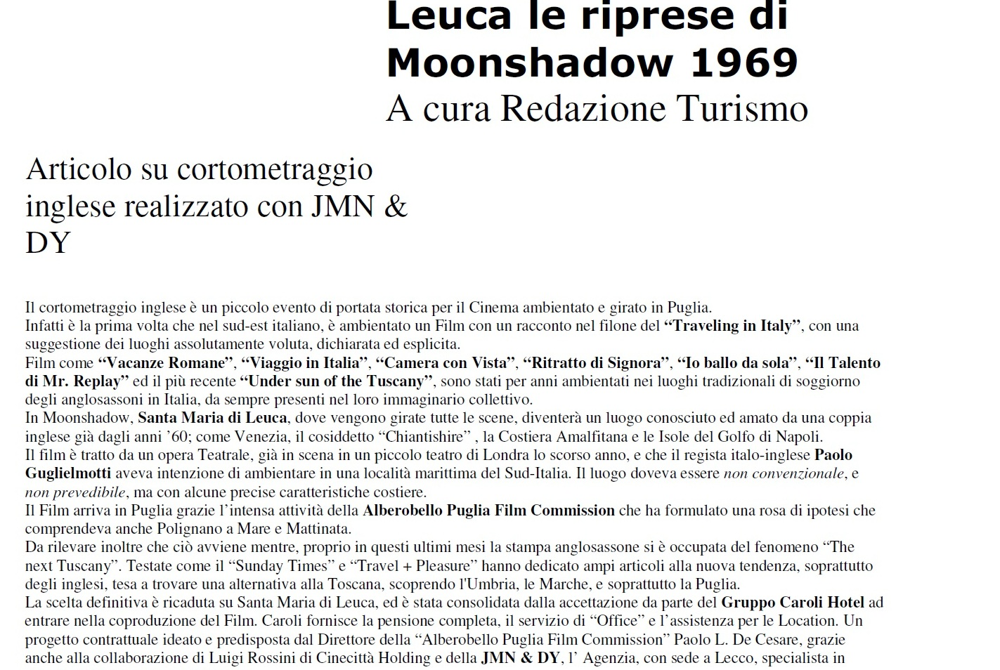 Leuca le riprese di
Moonshadow 1969
A cura Redazione Turismo
Articolo su cortometraggio
inglese realizzato con JMN &
DY
Il cortometraggio inglese è un piccolo evento di portata storica per il Cinema ambientato e girato in Puglia.
Infatti è la prima volta che nel sud-est italiano, è ambientato un Film con un racconto nel filone del “Traveling in Italy”, con una
suggestione dei luoghi assolutamente voluta, dichiarata ed esplicita.
Film come “Vacanze Romane”, “Viaggio in Italia”, “Camera con Vista”, “Ritratto di Signora”, “Io ballo da sola”, “Il Talento
di Mr. Replay” ed il più recente “Under sun of the Tuscany”, sono stati per anni ambientati nei luoghi tradizionali di soggiorno
degli anglosassoni in Italia, da sempre presenti nel loro immaginario collettivo.
In Moonshadow, Santa Maria di Leuca, dove vengono girate tutte le scene, diventerà un luogo conosciuto ed amato da una coppia
inglese già dagli anni ’60; come Venezia, il cosiddetto “Chiantishire” , la Costiera Amalfitana e le Isole del Golfo di Napoli.
Il film è tratto da un opera Teatrale, già in scena in un piccolo teatro di Londra lo scorso anno, e che il regista italo-inglese Paolo
Guglielmotti aveva intenzione di ambientare in una località marittima del Sud-Italia. Il luogo doveva essere non convenzionale, e
non prevedibile, ma con alcune precise caratteristiche costiere.
Il Film arriva in Puglia grazie l’intensa attività della Alberobello Puglia Film Commission che ha formulato una rosa di ipotesi che
comprendeva anche Polignano a Mare e Mattinata.
Da rilevare inoltre che ciò avviene mentre, proprio in questi ultimi mesi la stampa anglosassone si è occupata del fenomeno “The
next Tuscany”. Testate come il “Sunday Times” e “Travel + Pleasure” hanno dedicato ampi articoli alla nuova tendenza, soprattutto
degli inglesi, tesa a trovare una alternativa alla Toscana, scoprendo l'Umbria, le Marche, e soprattutto la Puglia.
La scelta definitiva è ricaduta su Santa Maria di Leuca, ed è stata consolidata dalla accettazione da parte del Gruppo Caroli Hotel ad
entrare nella coproduzione del Film. Caroli fornisce la pensione completa, il servizio di “Office” e l’assistenza per le Location. Un
progetto contrattuale ideato e predisposta dal Direttore della “Alberobello Puglia Film Commission” Paolo L. De Cesare, grazie
anche alla collaborazione di Luigi Rossini di Cinecittà Holding e della JMN & DY, l’ Agenzia, con sede a Lecco, specialista in